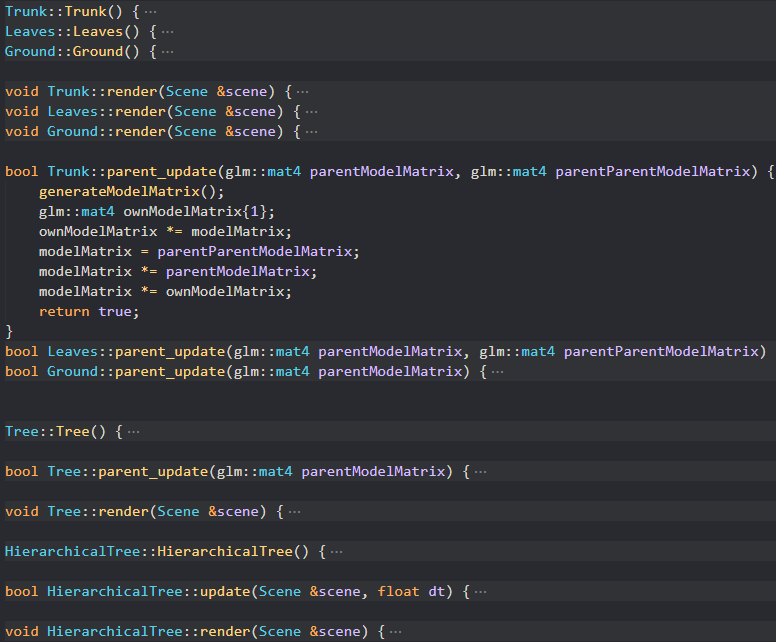 Trunk::Trunk() { ···
Leaves::Leaves() { ···
Ground::Ground() { ···
void Trunk::render(Scene &scene) { ···
void Leaves::render(Scene &scene) { ···
void Ground::render(Scene &scene) { ···
bool Trunk::parent_update(glm::mat4 parentModelMatrix, glm::mat4 parentParentModelMatrix) {
    generateModelMatrix();
    glm::mat4 ownModelMatrix{1};
    ownModelMatrix *= modelMatrix;
    modelMatrix = parentParentModelMatrix;
    modelMatrix *= parentModelMatrix;
    modelMatrix *= ownModelMatrix;
    return true;
}
bool Leaves::parent_update(glm::mat4 parentModelMatrix, glm::mat4 parentParentModelMatrix)
bool Ground::parent_update(glm::mat4 parentModelMatrix) { ···
Tree::Tree() { ···
bool Tree::parent_update(glm::mat4 parentModelMatrix) { ···
void Tree::render(Scene &scene) { ···
HierarchicalTree::HierarchicalTree() { ···
bool HierarchicalTree::update(Scene &scene, float dt) { ···
void HierarchicalTree::render(Scene &scene) { ···